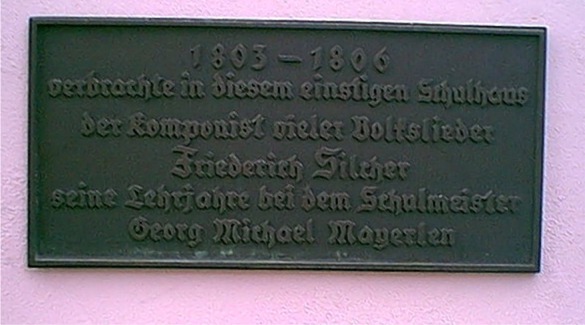 1803 - 1806
verbrachte in diesem einstigen Schulhaus
der Komponist vieler Volkslieder
Friederich Silcher
seine Lehrjahre bei dem Schulmeister
Georg Michael Mayerlen